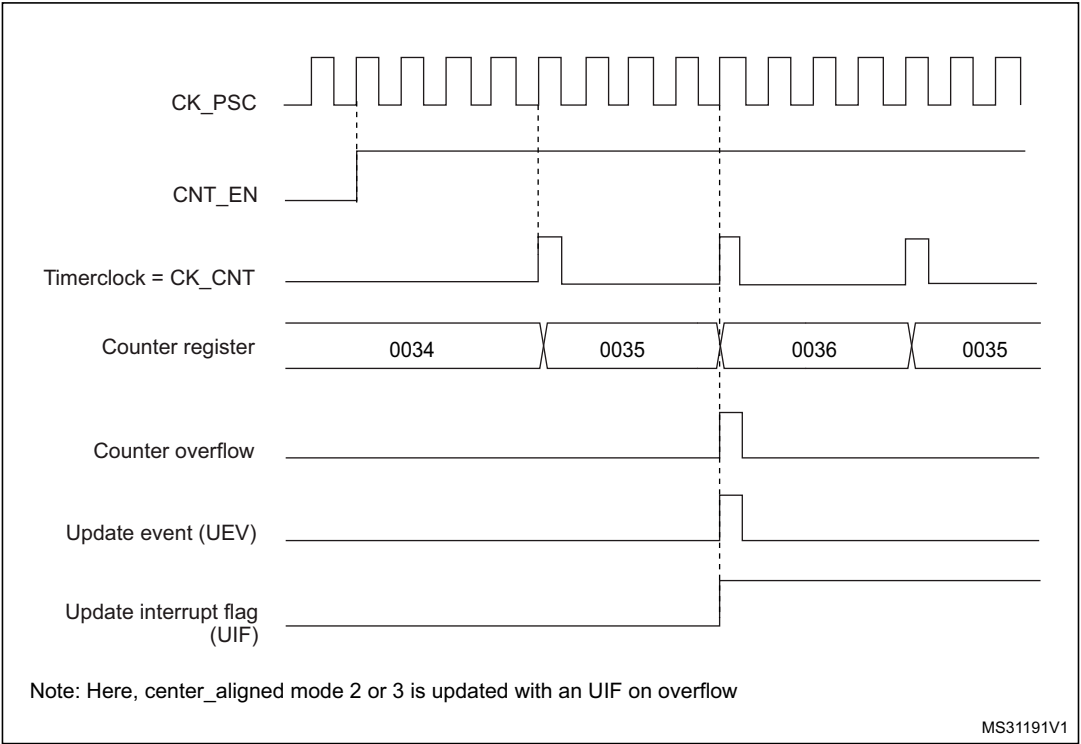 CK_PSC
CNT_EN
Timerclock = CK_CNT
Counter register
0034
0035
0036
0035
Counter overflow
Update event (UEV)
Update interrupt flag
(UIF)
Note: Here, center_aligned mode 2 or 3 is updated with an UIF on overflow
MS31191V1